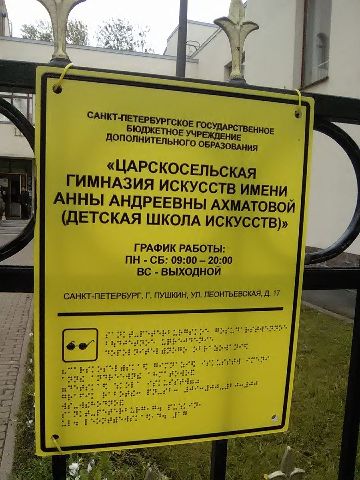 САНКТ-ПЕТЕРБУРГСКОЕ ГОСУДАРСТВЕННОЕ
БЮДЖЕТНОЕ УЧРЕЖДЕНИЕ
ДОПОЛНИТЕЛЬНОГО ОБРАЗОВАНИЯ
«ЦАРСКОСЕЛЬСКАЯ
ГИМНАЗИЯ ИСКУССТВ ИМЕНИ
АННЫ АНДРЕЕВНЫ АХМАТОВОЙ
(ДЕТСКАЯ ШКОЛА ИСКУССТВ)»
ГРАФИК РАБОТЫ:
ПН - СБ: 09:00 – 20:00
ВС - ВЫХОДНОЙ
САНКТ-ПЕТЕРБУРГ, Г. ПУШКИН, УЛ. ЛЕОНТЬЕВСКАЯ, Д. 17